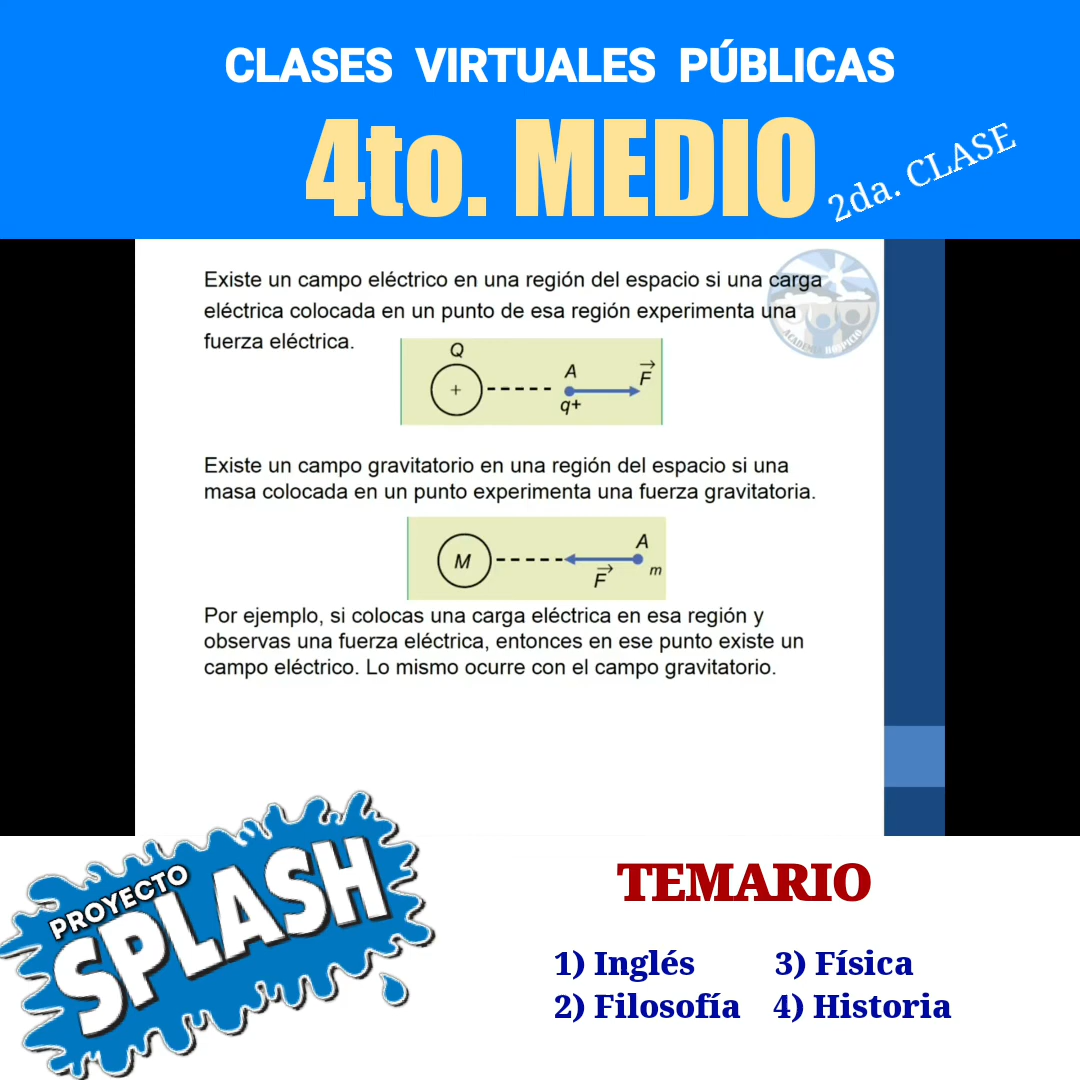 CLASES VIRTUALES PÚBLICAS
4to. MEDIO
2da. CLASE
Existe un campo eléctrico en una región del espacio si una carga
eléctrica colocada en un punto de esa región experimenta una
fuerza eléctrica.
ACADEMIA HOSPICIO
Q
+
A
F
q+
Existe un campo gravitatorio en una región del espacio si una
masa colocada en un punto experimenta una fuerza gravitatoria.
M
A
F
m
Por ejemplo, si colocas una carga eléctrica en esa región y
observas una fuerza eléctrica, entonces en ese punto existe un
campo eléctrico. Lo mismo ocurre con el campo gravitatorio.
PROYECTO
SPLASH
TEMARIO
1) Inglés 3) Física
2) Filosofía 4) Historia